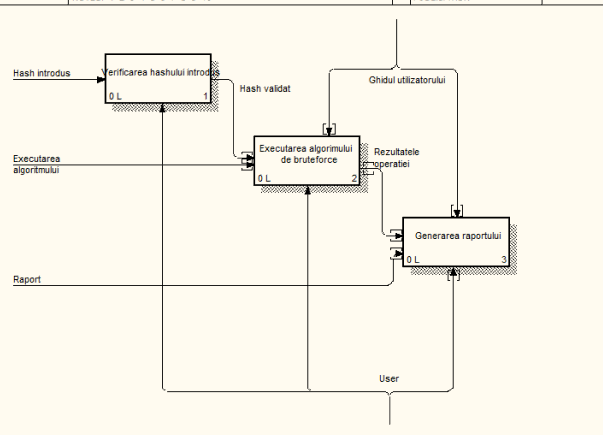 Hash introdus
Verificarea hashului introdus
0 L
1
Hash validat
Ghidul utilizatorului
Executarea
algoritmului
Executarea algorimului
de bruteforce
0 L
2
Rezultatele
operatiei
Generarea raportului
0 L
3
Raport
User